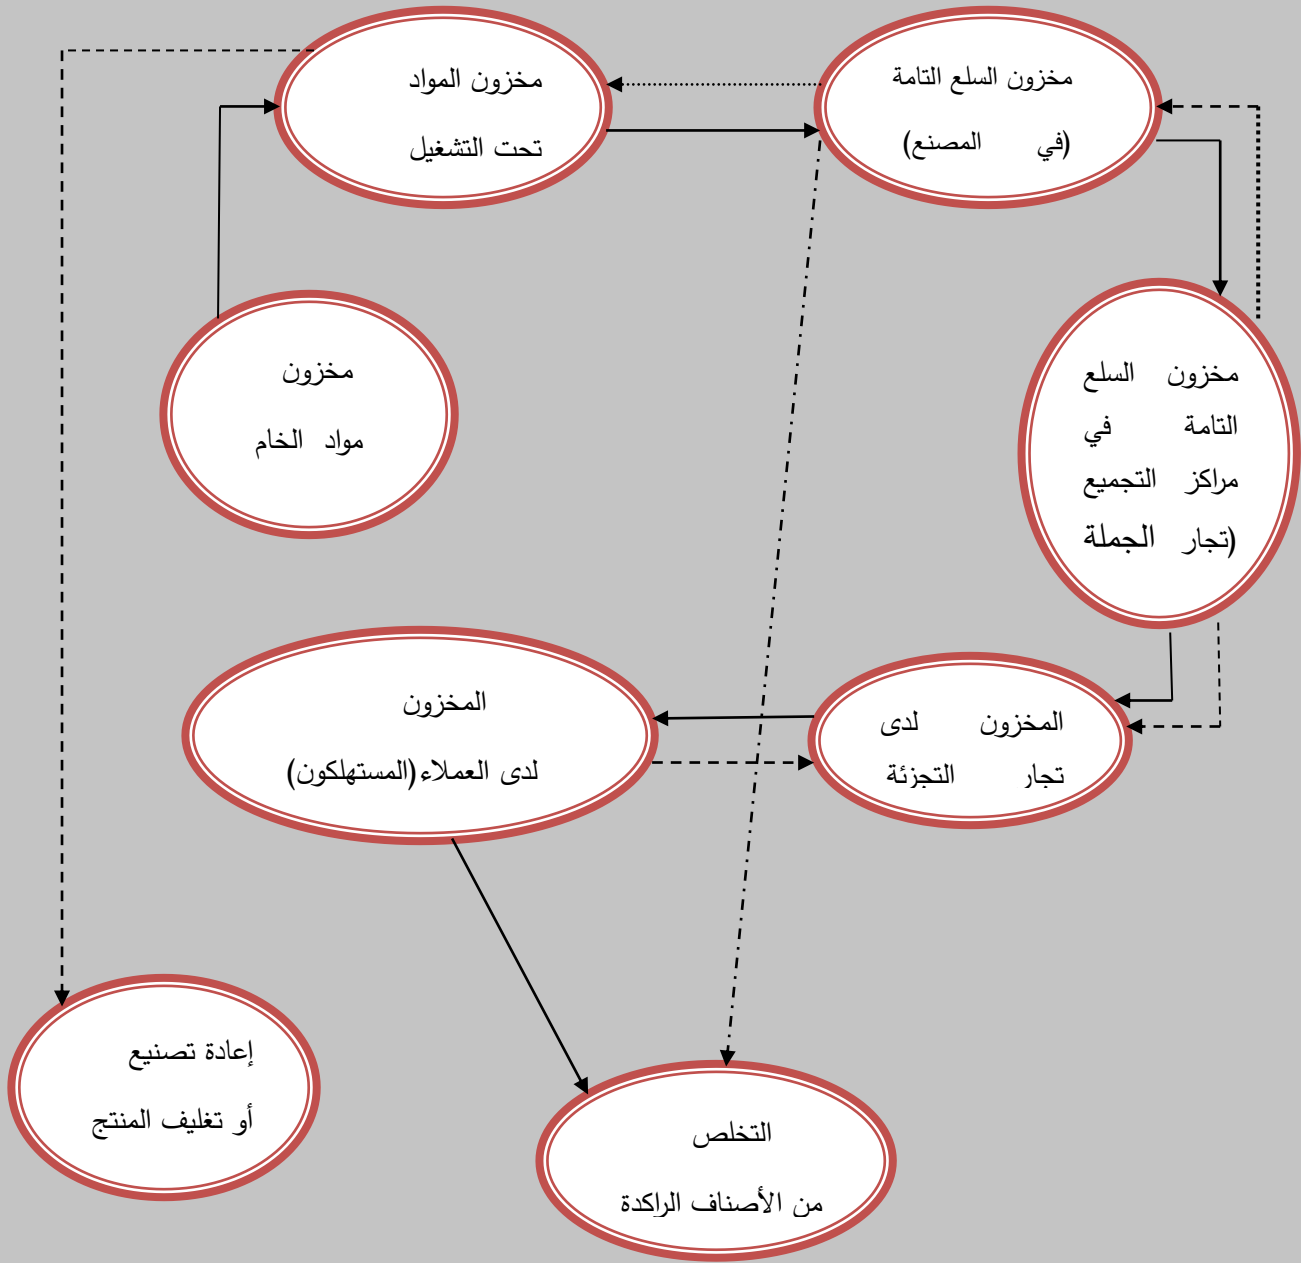 مخزون السلع التامة
(في المصنع)
مخزون المواد
تحت التشغيل
مخزون
مواد الخام
مخزون السلع
التامة في
مراكز التجميع
(تجار الجملة
المخزون لدى
تجار التجزئة
المخزون
لدى العملاء(المستهلكون)
إعادة تصنيع
أو تغليف المنتج
التخلص
من الأصناف الراكدة